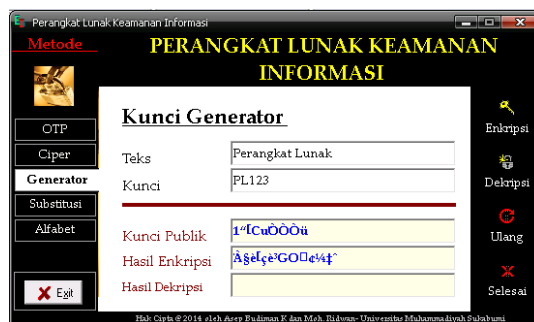 Perangkat Lunak Keamanan Informasi
Metode
PERANGKAT LUNAK KEAMANAN
INFORMASI
OTP
Ciper
Generator
Substitusi
Alfabet
Exit
Kunci Generator
Teks
Perangkat Lunak
Kunci
PL123
Kunci Publik
Hasil Enkripsi
Hasil Dekripsi
Enkripsi
Dekripsi
Ulang
Selesai
Hak Cipta @ 2014 oleh Asep Budiman K dan Moh. Ridwan- Universitas Muhammadiyah Sukabumi